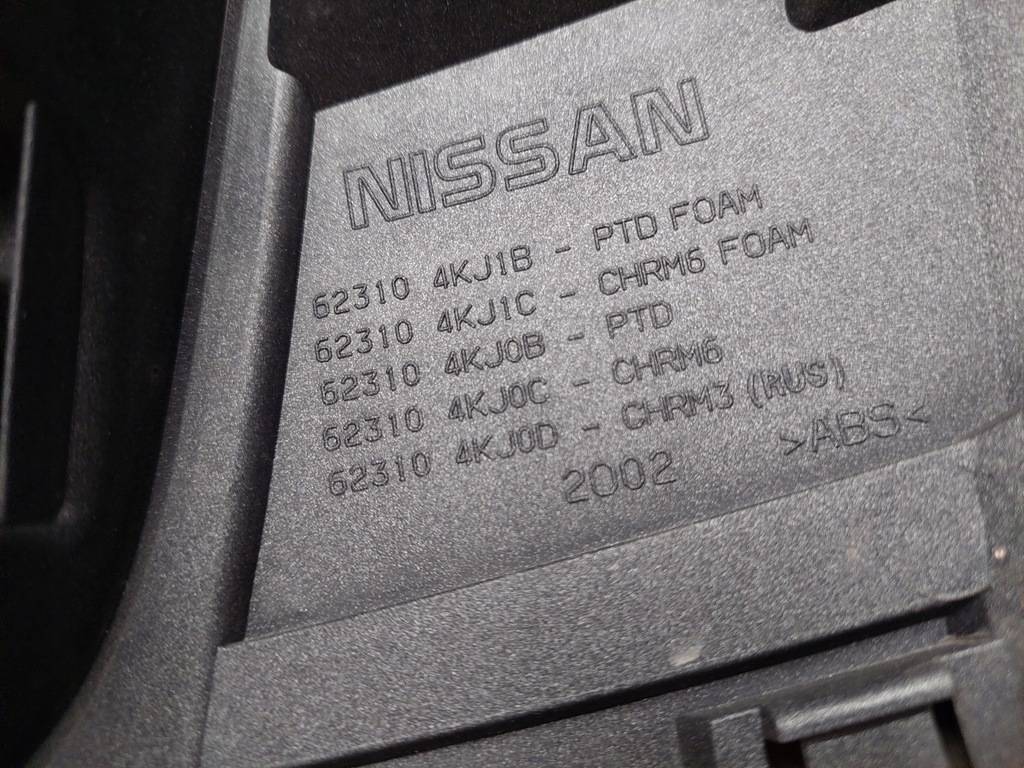 NISSAN
62310 4KJ1B - PTD FOAM
62310 4KJ1C - CHRM6 FOAM
62310 4KJ0B - PTD
62310 4KJ0C - CHRM6
62310 4KJ0D - CHRM3 (RUS)
2002 >ABS<